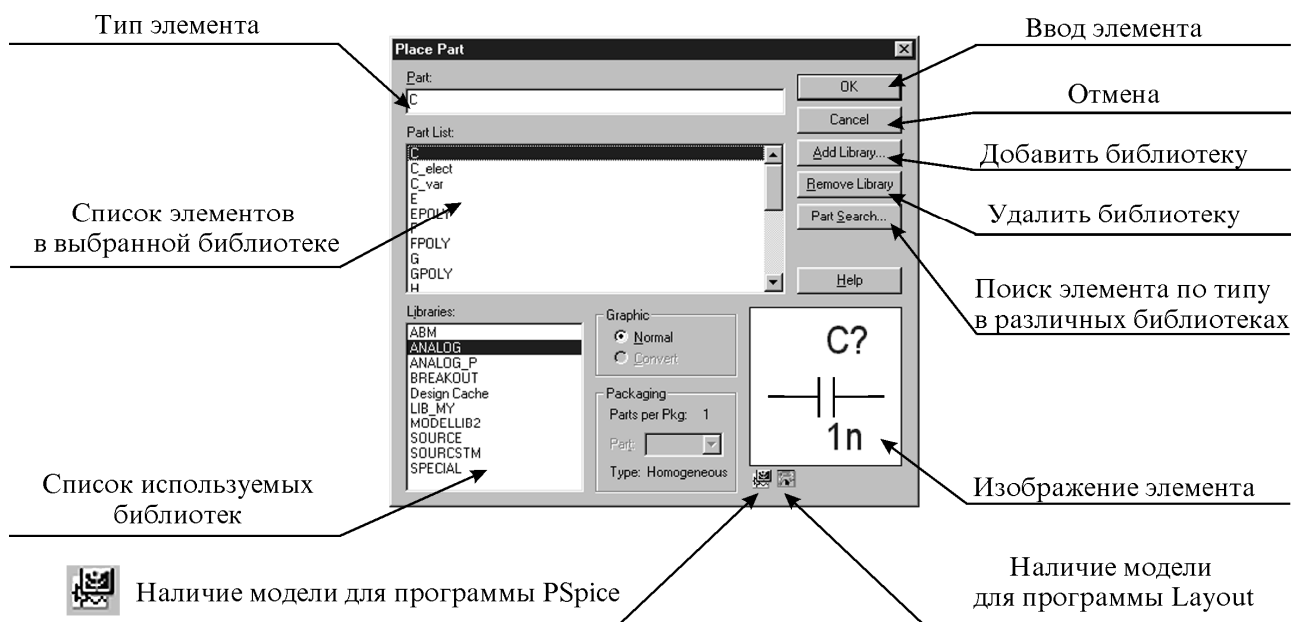 Тип элемента
Ввод элемента
Place Part
Part:
C
OK
Отмена
Cancel
Part List:
C
C_elect
C_var
E
EPOLY
F
FPOLY
G
GPOLY
H
Add Library...
Добавить библиотеку
Remove Library
Удалить библиотеку
Part Search...
Список элементов
в выбранной библиотеке
Help
Поиск элемента по типу
в различных библиотеках
Libraries:
ABM
ANALOG
ANALOG_P
BREAKOUT
Design Cache
LIB_MY
MODELLIB2
SOURCE
SOURCSTM
SPECIAL
Graphic
Normal
Convert
Packaging
Parts per Pkg: 1
Part:
Type: Homogeneous
C?
1n
Список используемых
библиотек
Изображение элемента
Наличие модели для программы PSpice
Наличие модели
для программы Layout